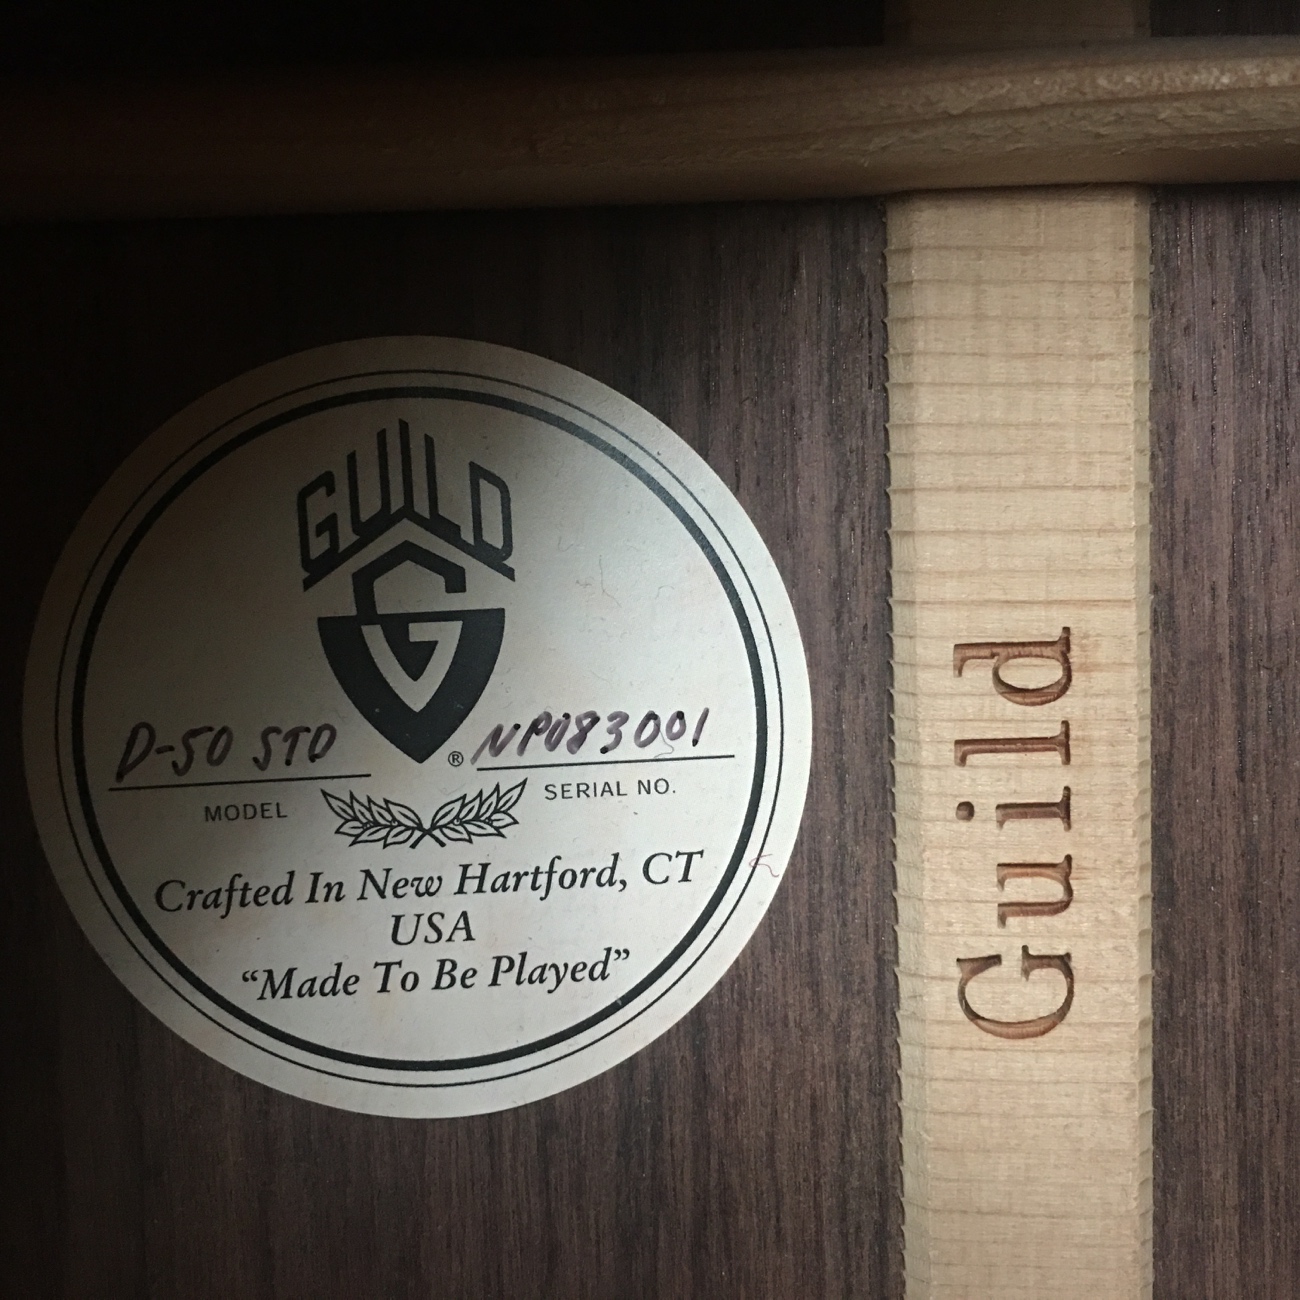 GUILD
G
D-50 STD NP083001
®
MODEL SERIAL NO.
Crafted In New Hartford, CT
USA
“Made To Be Played”
Guild